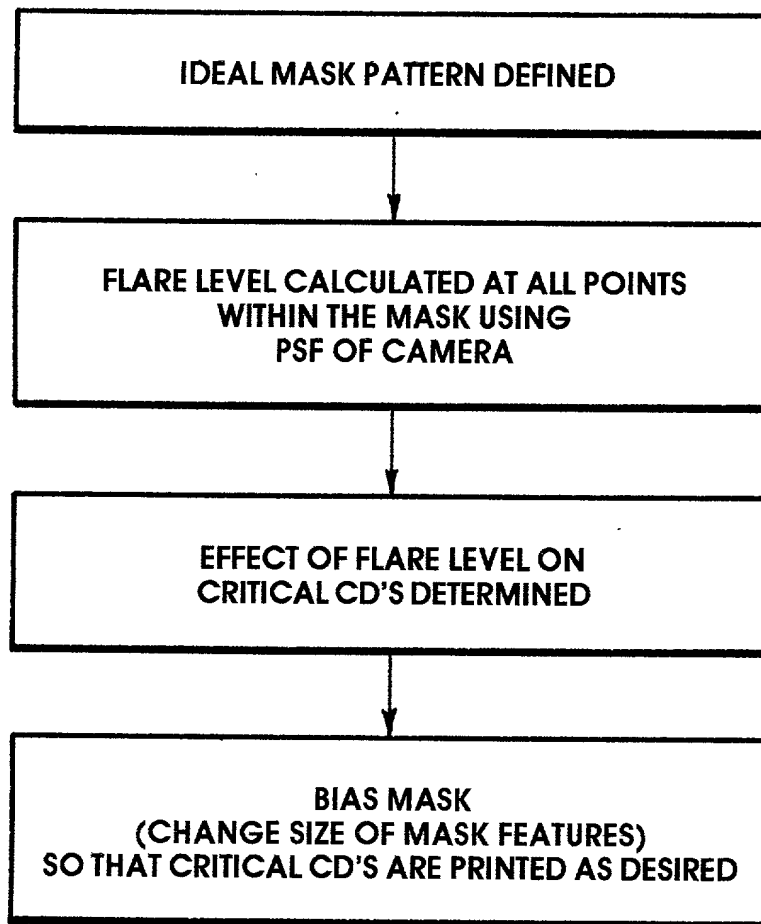 IDEAL MASK PATTERN DEFINED
FLARE LEVEL CALCULATED AT ALL POINTS
WITHIN THE MASK USING
PSF OF CAMERA
EFFECT OF FLARE LEVEL ON
CRITICAL CD'S DETERMINED
BIAS MASK
(CHANGE SIZE OF MASK FEATURES)
SO THAT CRITICAL CD'S ARE PRINTED AS DESIRED